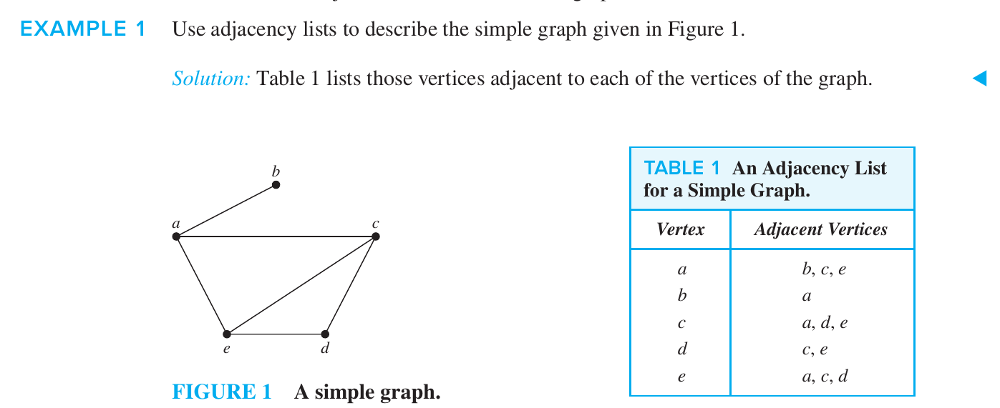 EXAMPLE 1 Use adjacency lists to describe the simple graph given in Figure 1.
Solution: Table 1 lists those vertices adjacent to each of the vertices of the graph.
b
a
c
e
d
FIGURE 1 A simple graph.
TABLE 1 An Adjacency List
for a Simple Graph.
Vertex Adjacent Vertices
a b, c, e
b a
c a, d, e
d c, e
e a, c, d